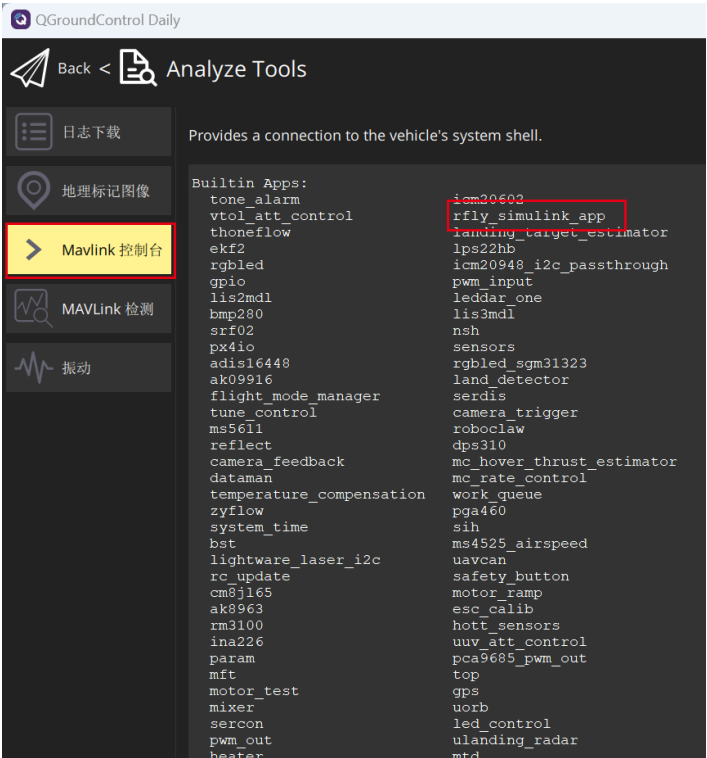 QGroundControl Daily
Back < Analyze Tools
日志下载
地理标记图像
Mavlink 控制台
MAVLink 检测
振动
Provides a connection to the vehicle's system shell.
Builtin Apps:
tone_alarm icm20602
vtol_att_control rfly_simulink_app
thoneflow landing_target_estimator
ekf2 lps22hb
rgbled icm20948_i2c_passthrough
gpio pwm_input
lis2mdl leddar_one
bmp280 lis3mdl
srf02 nsh
px4io sensors
adis16448 rgbled_sgm31323
ak09916 land_detector
flight_mode_manager serdis
tune_control camera_trigger
ms5611 roboclaw
reflect dps310
camera_feedback mc_hover_thrust_estimator
dataman mc_rate_control
temperature_compensation work_queue
zyflow pga460
system_time sih
bst ms4525_airspeed
lightware_laser_i2c uavcan
rc_update safety_button
cm8jl65 motor_ramp
ak8963 esc_calib
rm3100 hott_sensors
ina226 uuv_att_control
param pca9685_pwm_out
mft top
motor_test gps
mixer uorb
sercon led_control
pwm_out ulanding_radar
heater mtd